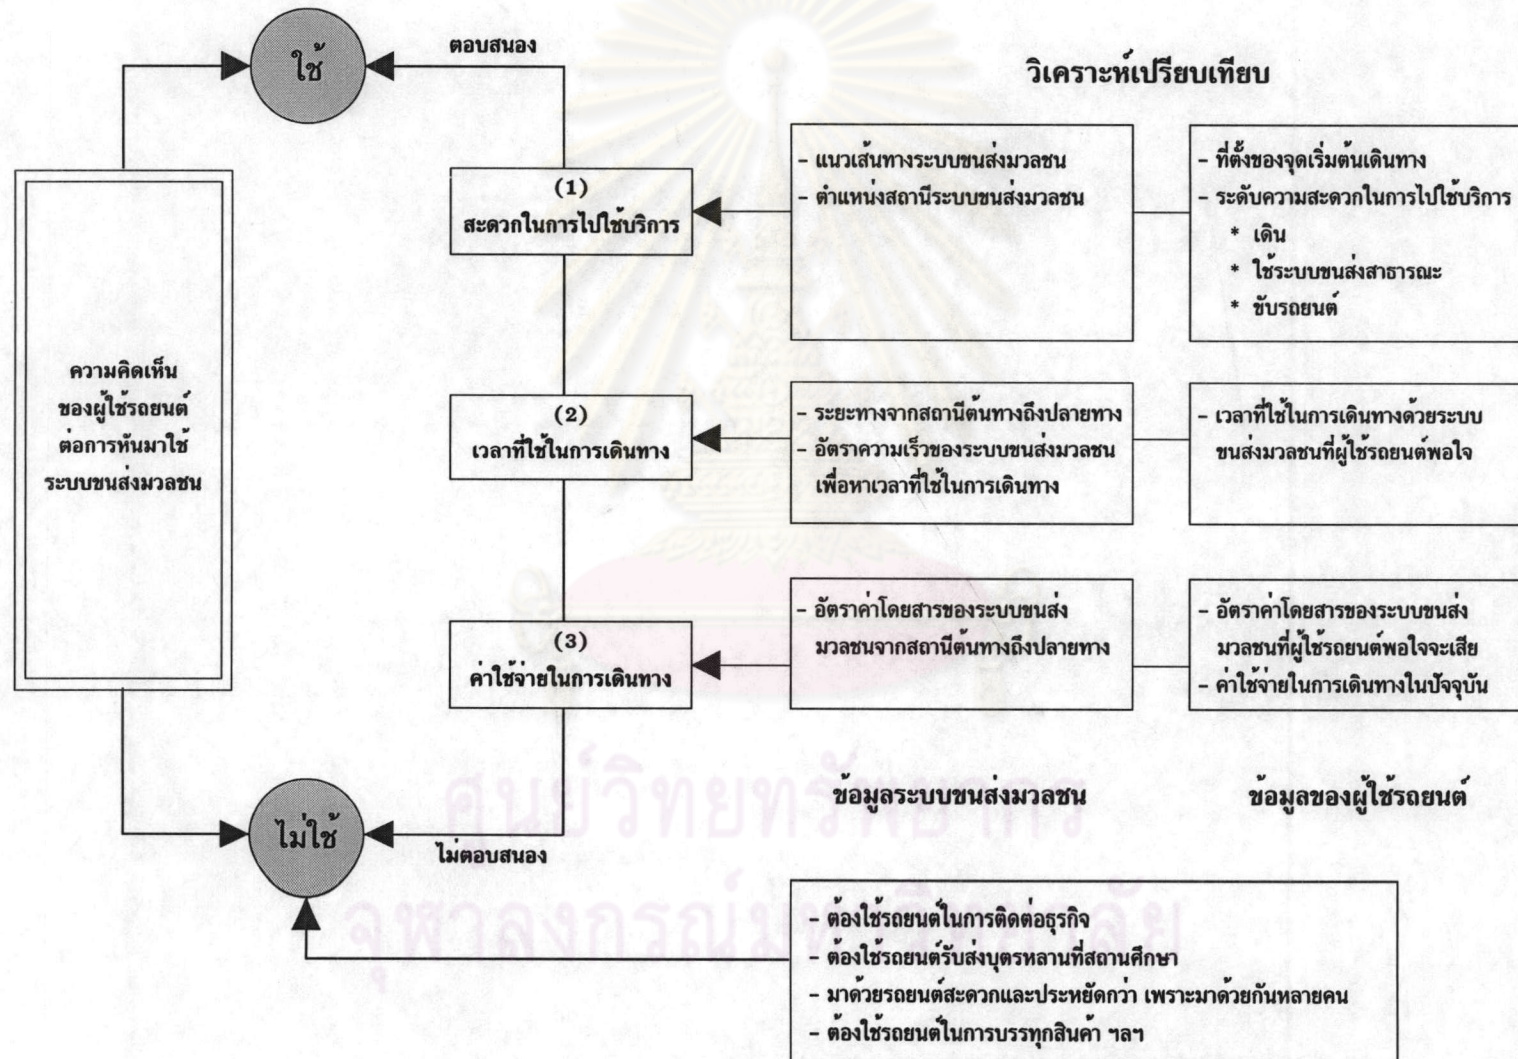 ใช้
ตอบสนอง
วิเคราะห์เปรียบเทียบ
(1)
สะดวกในการไปใช้บริการ
- แนวเส้นทางระบบขนส่งมวลชน
- ตำแหน่งสถานีระบบขนส่งมวลชน
- ที่ตั้งของจุดเริ่มต้นเดินทาง
- ระดับความสะดวกในการไปใช้บริการ
* เดิน
* ใช้ระบบขนส่งสาธารณะ
* ขับรถยนต์
ความคิดเห็น
ของผู้ใช้รถยนต์
ต่อการหันมาใช้
ระบบขนส่งมวลชน
(2)
เวลาที่ใช้ในการเดินทาง
- ระยะทางจากสถานีต้นทางถึงปลายทาง
- อัตราความเร็วของระบบขนส่งมวลชน
เพื่อหาเวลาที่ใช้ในการเดินทาง
- เวลาที่ใช้ในการเดินทางด้วยระบบ
ขนส่งมวลชนที่ผู้ใช้รถยนต์พอใจ
(3)
ค่าใช้จ่ายในการเดินทาง
- อัตราค่าโดยสารของระบบขนส่ง
มวลชนจากสถานีต้นทางถึงปลายทาง
- อัตราค่าโดยสารของระบบขนส่ง
มวลชนที่ผู้ใช้รถยนต์พอใจจะเสีย
- ค่าใช้จ่ายในการเดินทางในปัจจุบัน
ข้อมูลระบบขนส่งมวลชน
ข้อมูลของผู้ใช้รถยนต์
ไม่ใช้
ไม่ตอบสนอง
- ต้องใช้รถยนต์ในการติดต่อธุรกิจ
- ต้องใช้รถยนต์รับส่งบุตรหลานที่สถานศึกษา
- มาด้วยรถยนต์สะดวกและประหยัดกว่า เพราะมาด้วยกันหลายคน
- ต้องใช้รถยนต์ในการบรรทุกสินค้า ฯลฯ
ศูนย์วิทยทรัพยากร
จุฬาลงกรณ์มหาวิทยาลัย